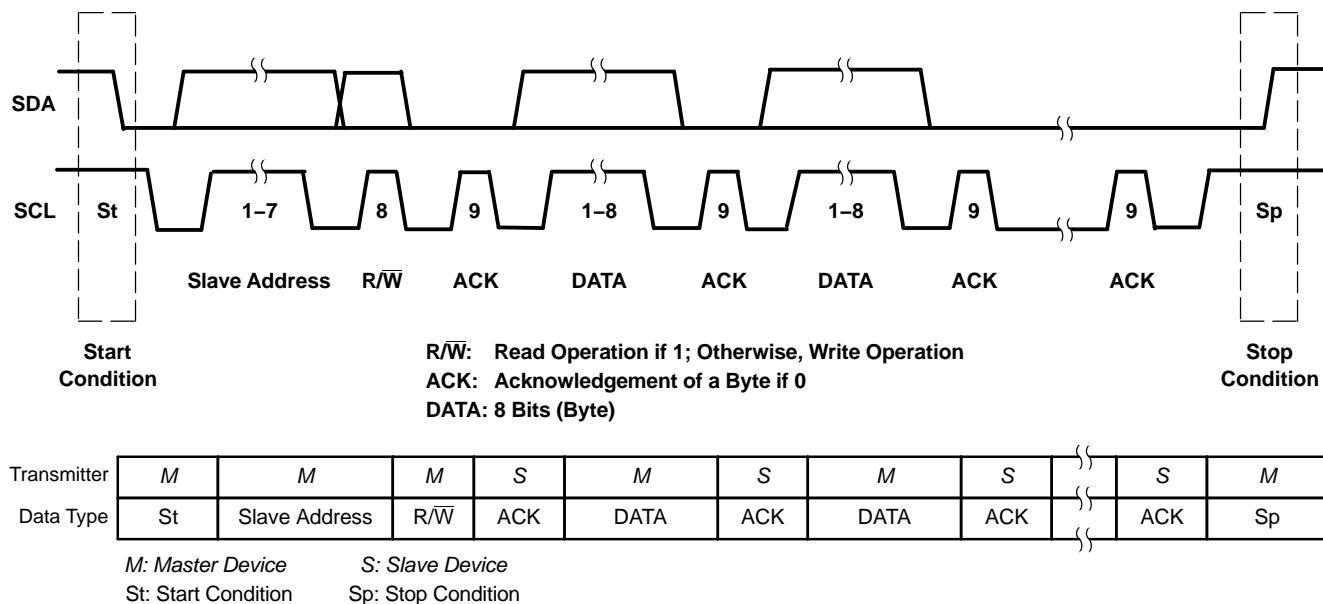 SDA
SCL St 1–7 8 9 1–8 9 1–8 9 9 Sp
Slave Address R/W̅ ACK DATA ACK DATA ACK ACK
Start
Condition
Stop
Condition
R/W̅: Read Operation if 1; Otherwise, Write Operation
ACK: Acknowledgement of a Byte if 0
DATA: 8 Bits (Byte)
Transmitter M M M S M S M S S M
Data Type St Slave Address R/W̅ ACK DATA ACK DATA ACK ACK Sp
M: Master Device S: Slave Device
St: Start Condition Sp: Stop Condition